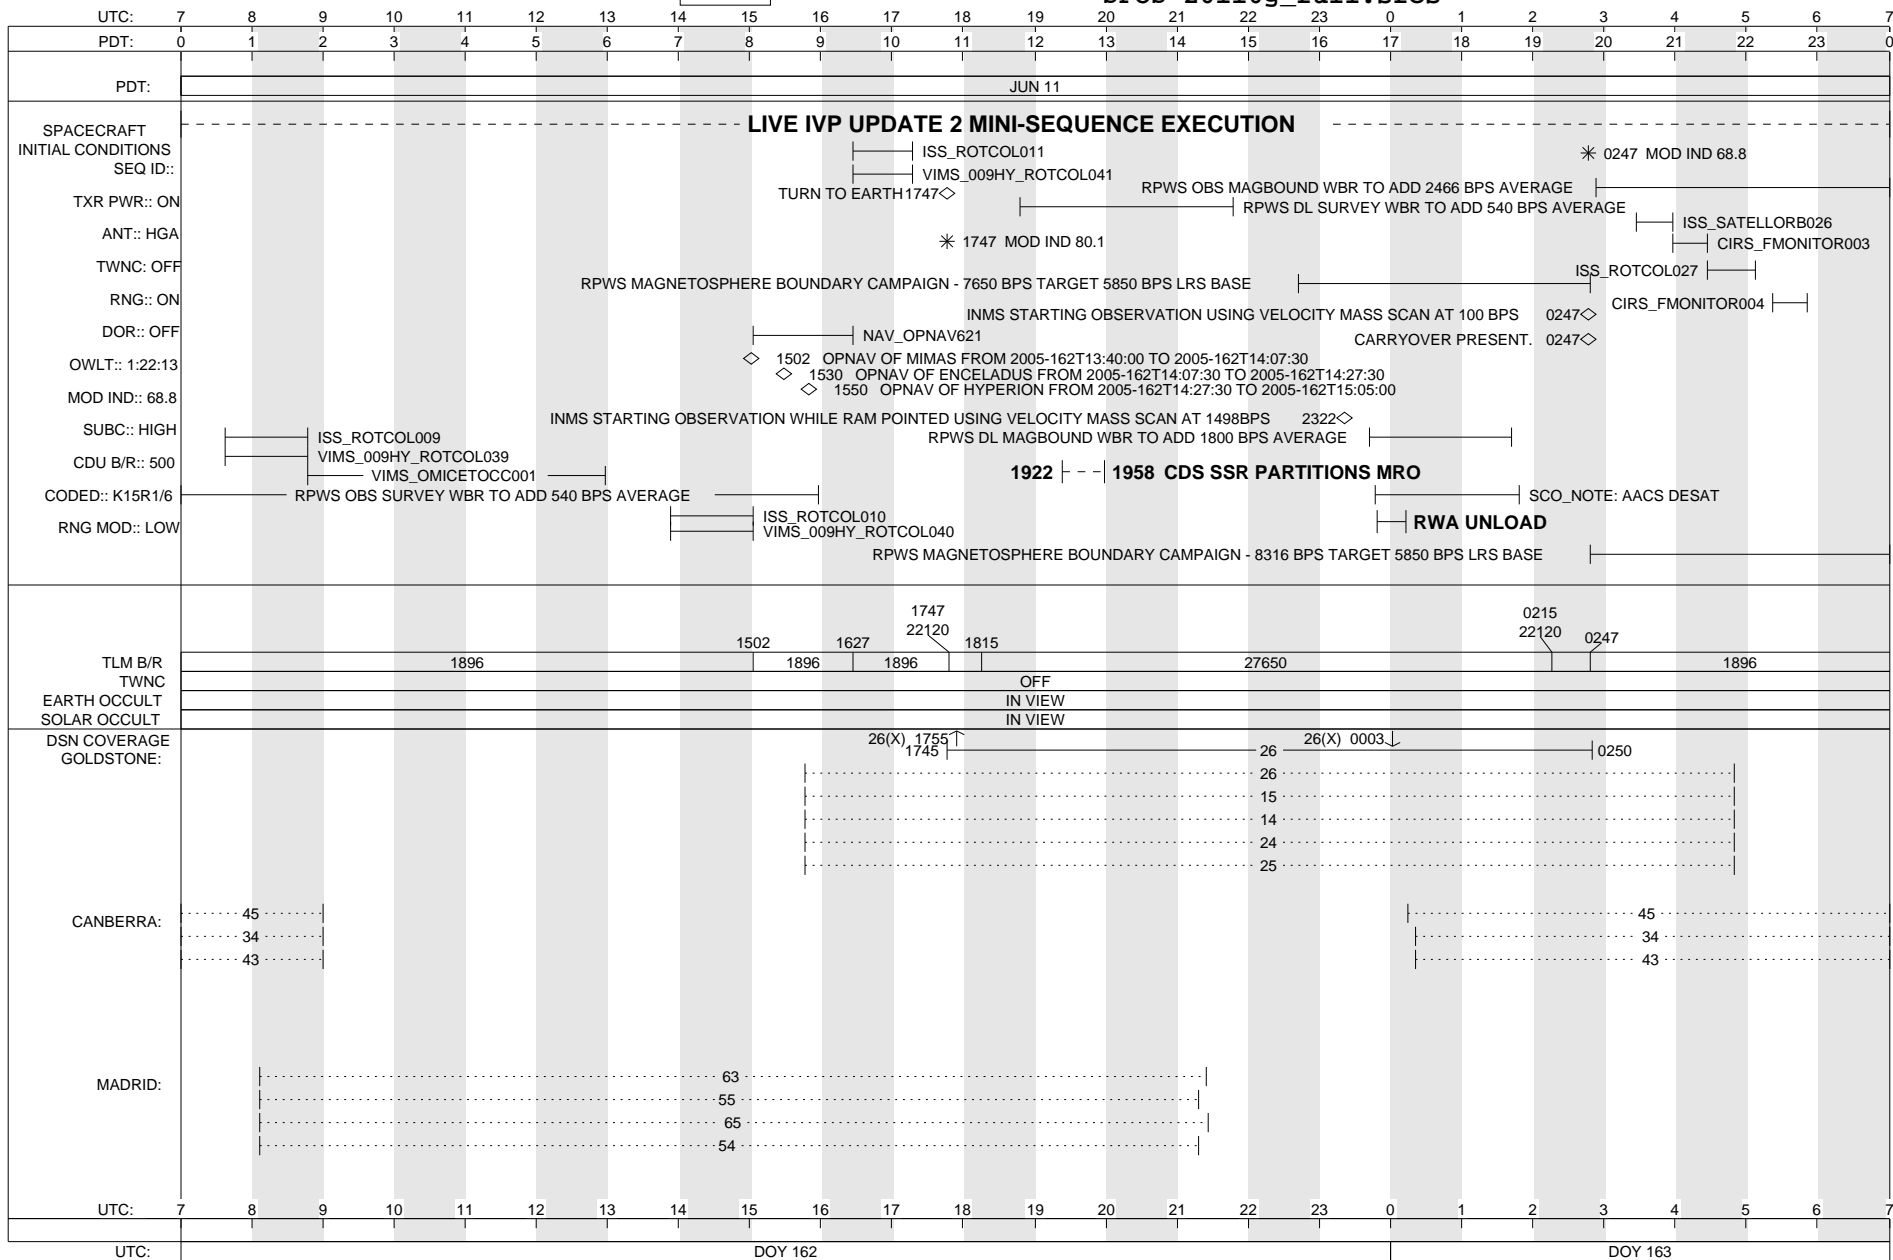 UTC: 7 8 9 10 11 12 13 14 15 16 17 18 19 20 21 22 23 0 1 2 3 4 5 6 7
PDT: 0 1 2 3 4 5 6 7 8 9 10 11 12 13 14 15 16 17 18 19 20 21 22 23 0
PDT: JUN 11
SPACECRAFT
INITIAL CONDITIONS
SEQ ID::
TXR PWR:: ON
ANT:: HGA
TWNC: OFF
RNG:: ON
DOR:: OFF
OWLT:: 1:22:13
MOD IND:: 68.8
SUBC:: HIGH
CDU B/R:: 500
CODED:: K15R1/6
RNG MOD:: LOW
LIVE IVP UPDATE 2 MINI-SEQUENCE EXECUTION
ISS_ROTCOL011
0247 MOD IND 68.8
VIMS_009HY_ROTCOL041
TURN TO EARTH 1747
RPWS OBS MAGBOUND WBR TO ADD 2466 BPS AVERAGE
RPWS DL SURVEY WBR TO ADD 540 BPS AVERAGE
ISS_SATELLORB026
1747 MOD IND 80.1
CIRS_FMONITOR003
ISS_ROTCOL027
RPWS MAGNETOSPHERE BOUNDARY CAMPAIGN - 7650 BPS TARGET 5850 BPS LRS BASE
CIRS_FMONITOR004
INMS STARTING OBSERVATION USING VELOCITY MASS SCAN AT 100 BPS 0247
NAV_OPNAV621
CARRYOVER PRESENT. 0247
1502 OPNAV OF MIMAS FROM 2005-162T13:40:00 TO 2005-162T14:07:30
1530 OPNAV OF ENCELADUS FROM 2005-162T14:07:30 TO 2005-162T14:27:30
1550 OPNAV OF HYPERION FROM 2005-162T14:27:30 TO 2005-162T15:05:00
INMS STARTING OBSERVATION WHILE RAM POINTED USING VELOCITY MASS SCAN AT 1498BPS 2322
ISS_ROTCOL009
RPWS DL MAGBOUND WBR TO ADD 1800 BPS AVERAGE
VIMS_009HY_ROTCOL039
VIMS_OMICETOCC001
1922 1958 CDS SSR PARTITIONS MRO
RPWS OBS SURVEY WBR TO ADD 540 BPS AVERAGE
SCO_NOTE: AACS DESAT
ISS_ROTCOL010
RWA UNLOAD
VIMS_009HY_ROTCOL040
RPWS MAGNETOSPHERE BOUNDARY CAMPAIGN - 8316 BPS TARGET 5850 BPS LRS BASE
1747 0215
22120 22120
1502 1627 1815 0247
TLM B/R 1896 1896 1896 27650 1896
TWNC OFF
EARTH OCCULT IN VIEW
SOLAR OCCULT IN VIEW
DSN COVERAGE 26(X) 1755 26(X) 0003
GOLDSTONE: 1745 26 0250
26
15
14
24
25
CANBERRA: 45 45
34 34
43 43
MADRID: 63
55
65
54
UTC: 7 8 9 10 11 12 13 14 15 16 17 18 19 20 21 22 23 0 1 2 3 4 5 6 7
UTC: DOY 162 DOY 163